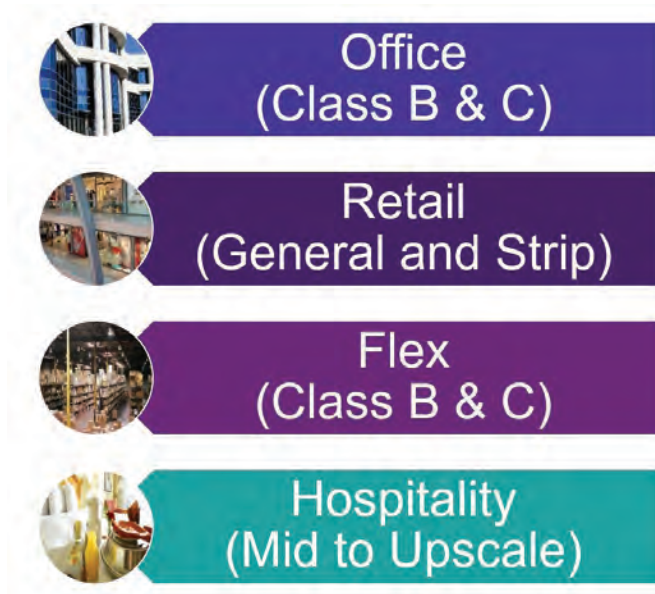 Office
(Class B & C)
Retail
(General and Strip)
Flex
(Class B & C)
Hospitality
(Mid to Upscale)